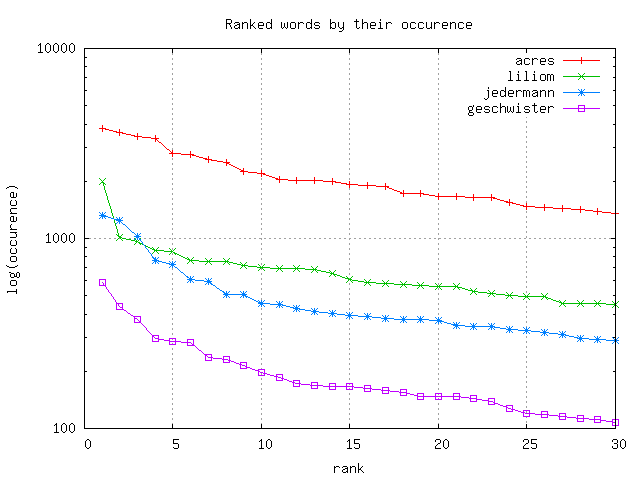 Ranked words by their occurence
10000
1000
100
log(occurence)
acres
liliom
jedermann
geschwister
0 5 10 15 20 25 30
rank